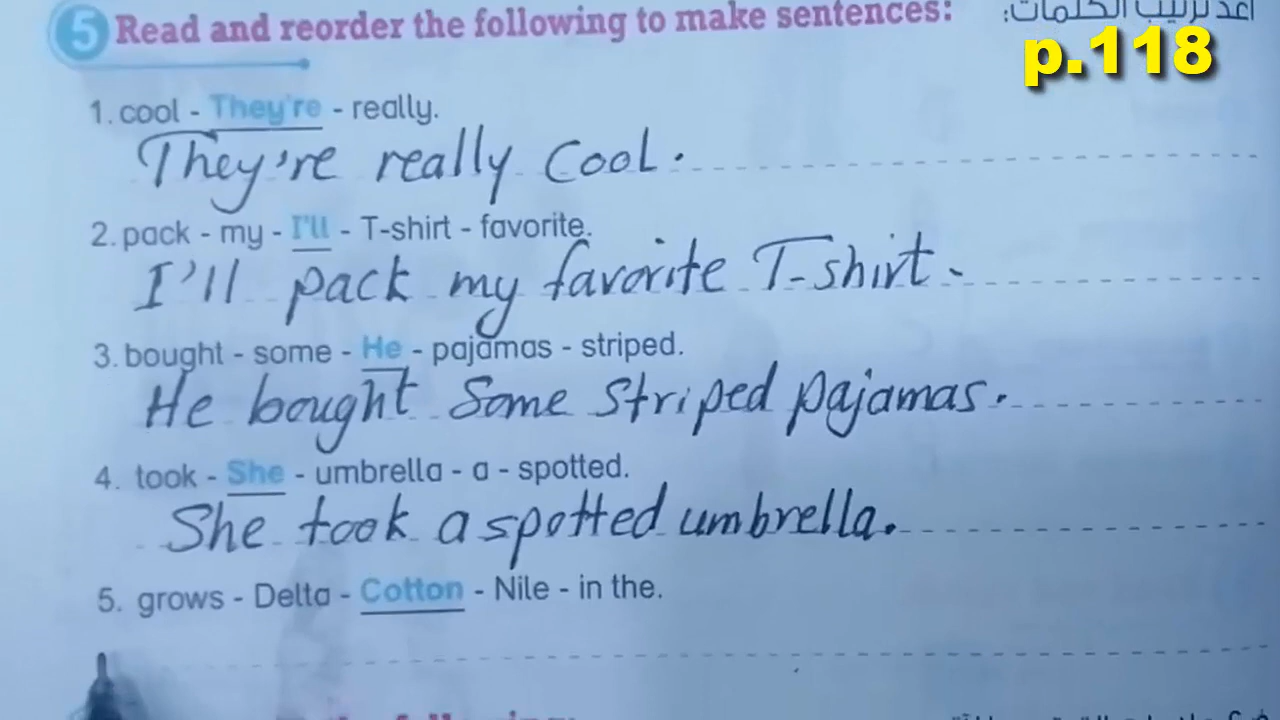 5 Read and reorder the following to make sentences: أعد ترتيب الكلمات:
p.118
1. cool - They're - really.
They're really Cool.
2. pack - my - I'll - T-shirt - favorite.
I'll pack my favorite T-shirt.
3. bought - some - He - pajamas - striped.
He bought Some Striped pajamas.
4. took - She - umbrella - a - spotted.
She took a spotted umbrella.
5. grows - Delta - Cotton - Nile - in the.